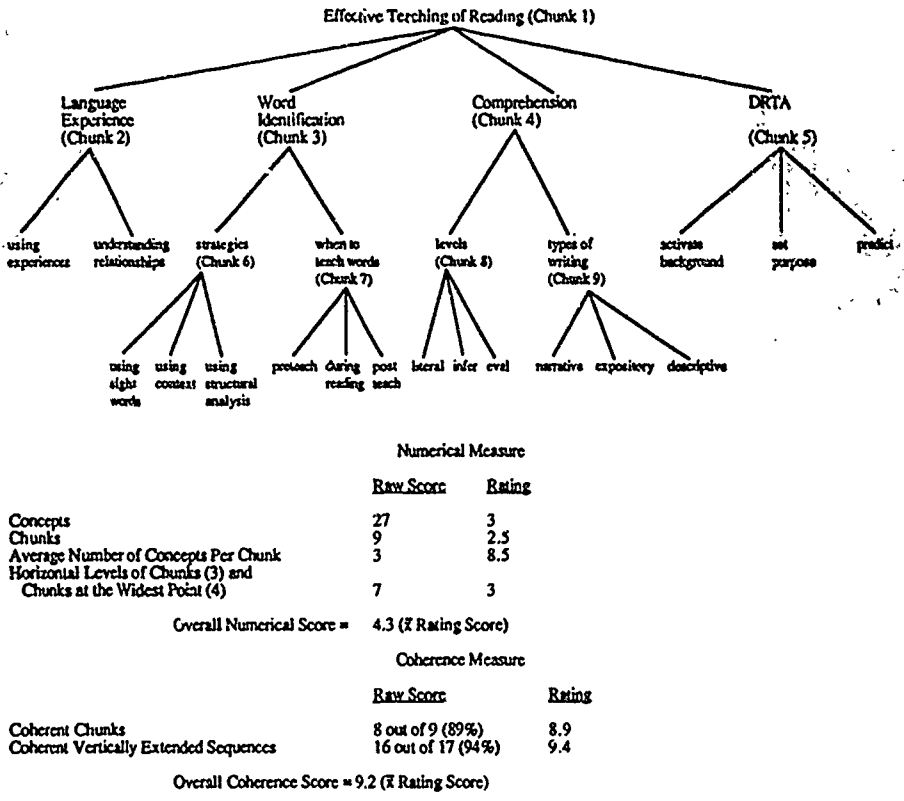 Effective Terching of Reading (Chunk 1)
Language Experience (Chunk 2)
Word Identification (Chunk 3)
Comprehension (Chunk 4)
DRTA (Chunk 5)
using experiences
understanding relationships
strategies (Chunk 6)
when to teach words (Chunk 7)
levels (Chunk 8)
types of writing (Chunk 9)
activate background
set purpose
predict
using sight words
using context
using structural analysis
preteach
during reading
post teach
literal
infer
eval
narrative
expository
descriptive
Numerical Measure
Raw Score Rating
Concepts 27 3
Chunks 9 2.5
Average Number of Concepts Per Chunk 3 8.5
Horizontal Levels of Chunks (3) and
Chunks at the Widest Point (4) 7 3
Overall Numerical Score = 4.3 (x̄ Rating Score)
Coherence Measure
Raw Score Rating
Coherent Chunks 8 out of 9 (89%) 8.9
Coherent Vertically Extended Sequences 16 out of 17 (94%) 9.4
Overall Coherence Score = 9.2 (x̄ Rating Score)